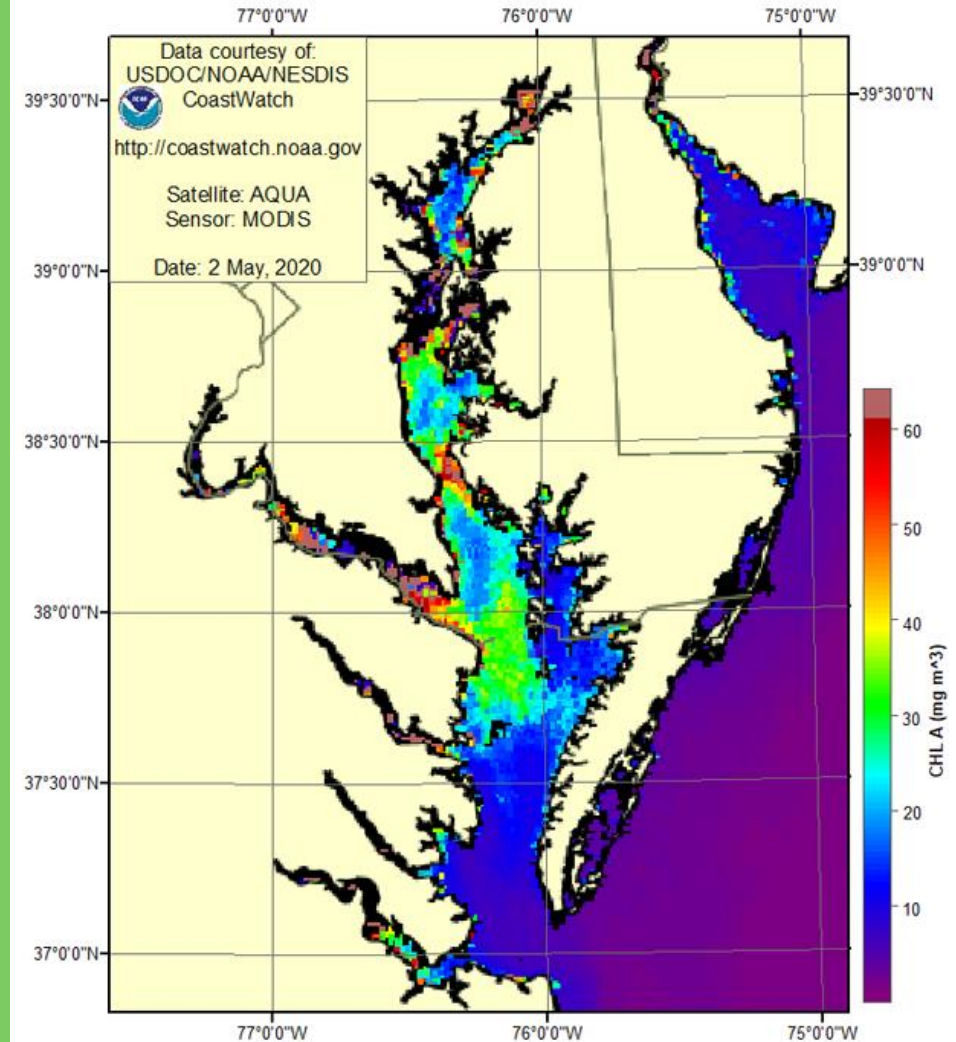 77°0'0"W 76°0'0"W 75°0'0"W
Data courtesy of:
USDOC/NOAA/NESDIS
CoastWatch
http://coastwatch.noaa.gov
Satellite: AQUA
Sensor: MODIS
Date: 2 May, 2020
39°30'0"N
39°0'0"N
38°30'0"N
38°0'0"N
37°30'0"N
37°0'0"N
39°30'0"N
39°0'0"N
60
50
40
30
20
10
CHL A (mg m^3)
77°0'0"W 76°0'0"W 75°0'0"W